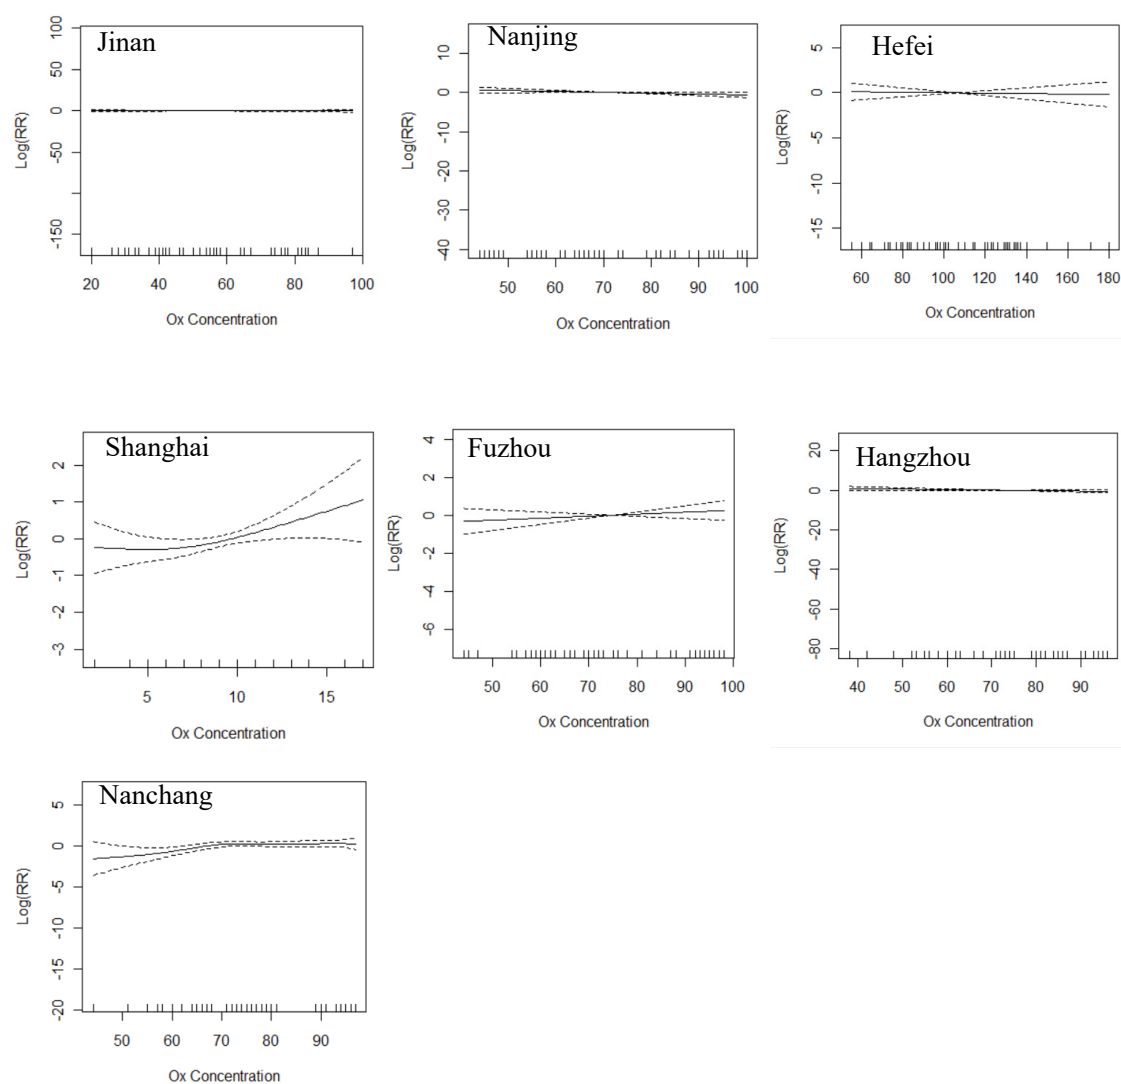 Jinan
Log(RR)
100
50
0
-50
-150
20 40 60 80 100
Ox Concentration
Nanjing
Log(RR)
10
0
-10
-20
-30
-40
50 60 70 80 90 100
Ox Concentration
Hefei
Log(RR)
5
0
-5
-10
-15
60 80 100 120 140 160 180
Ox Concentration
Shanghai
Log(RR)
2
1
0
-1
-2
-3
5 10 15
Ox Concentration
Fuzhou
Log(RR)
4
2
0
-2
-4
-6
50 60 70 80 90 100
Ox Concentration
Hangzhou
Log(RR)
20
0
-20
-40
-60
-80
40 50 60 70 80 90
Ox Concentration
Nanchang
Log(RR)
5
0
-5
-10
-15
-20
50 60 70 80 90
Ox Concentration